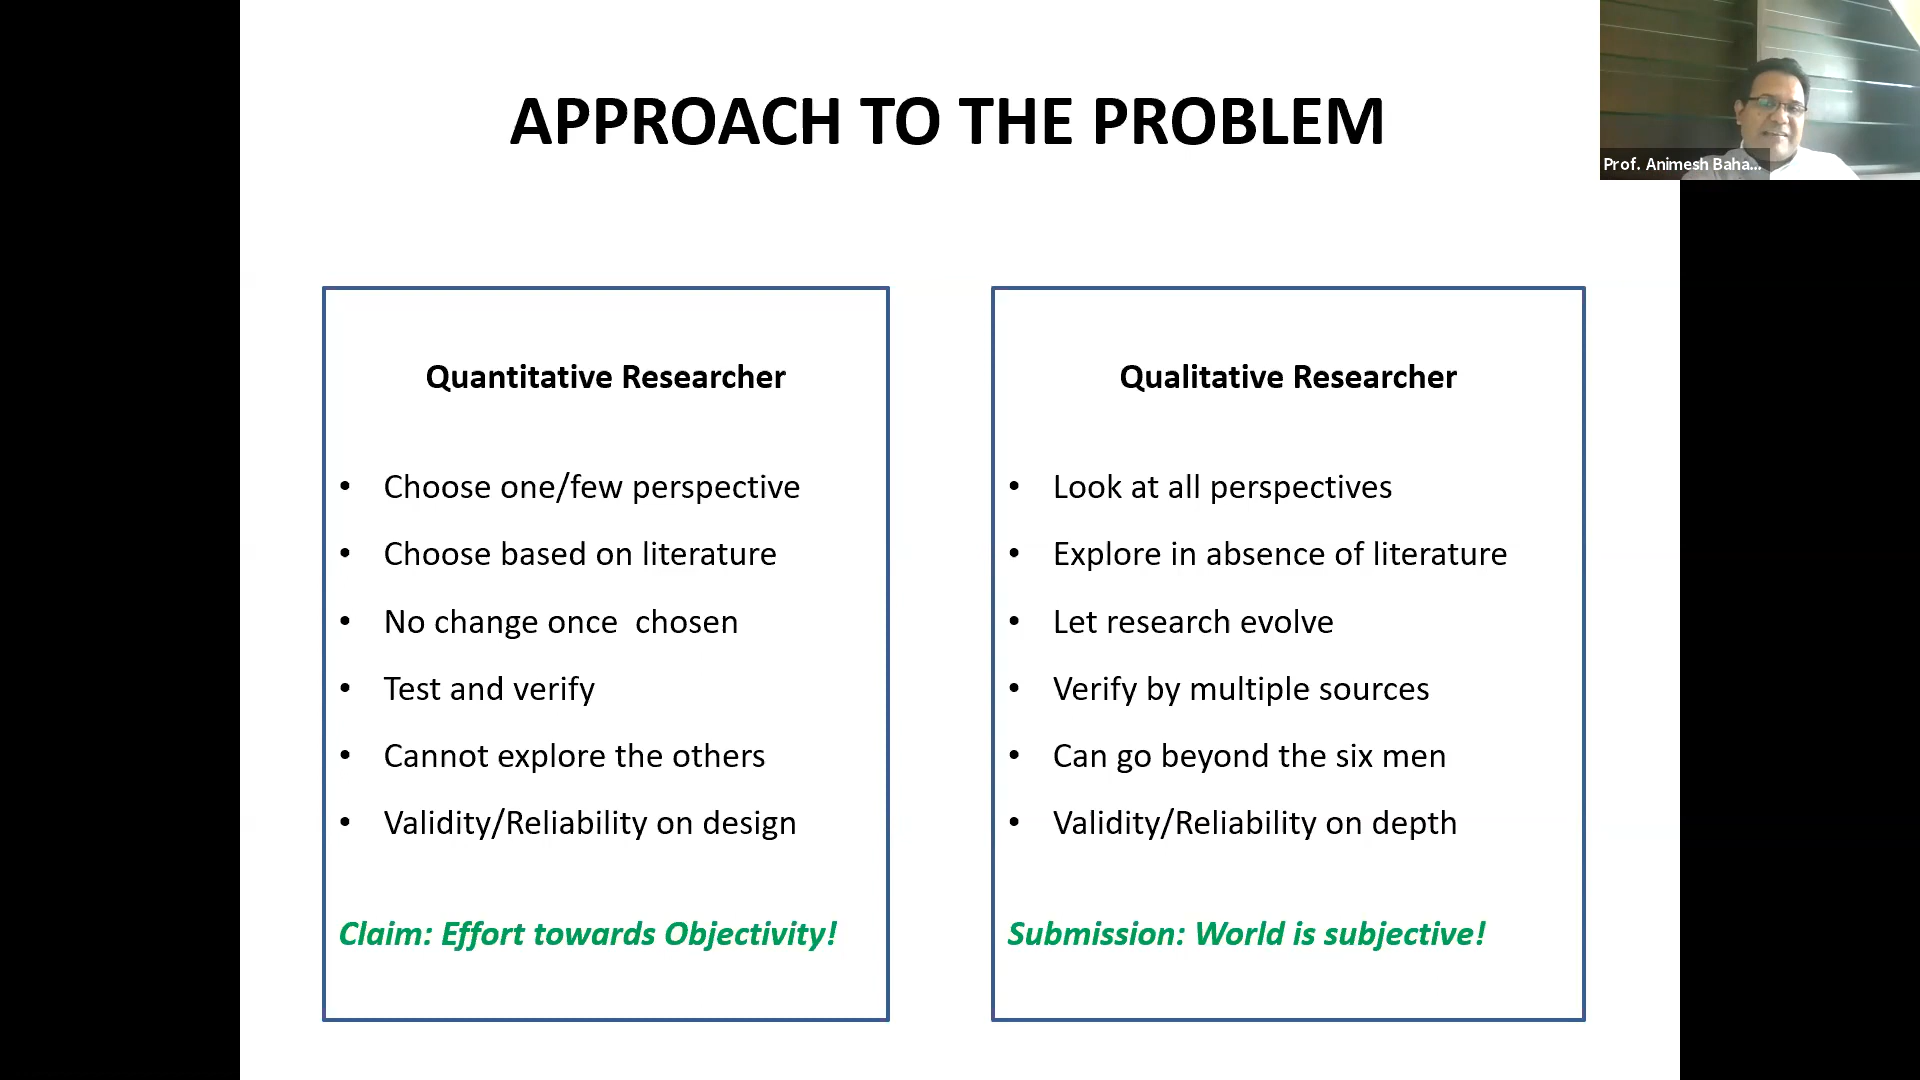 APPROACH TO THE PROBLEM
Prof. Animesh Baha...
Quantitative Researcher
• Choose one/few perspective
• Choose based on literature
• No change once  chosen
• Test and verify
• Cannot explore the others
• Validity/Reliability on design
Claim: Effort towards Objectivity!
Qualitative Researcher
• Look at all perspectives
• Explore in absence of literature
• Let research evolve
• Verify by multiple sources
• Can go beyond the six men
• Validity/Reliability on depth
Submission: World is subjective!